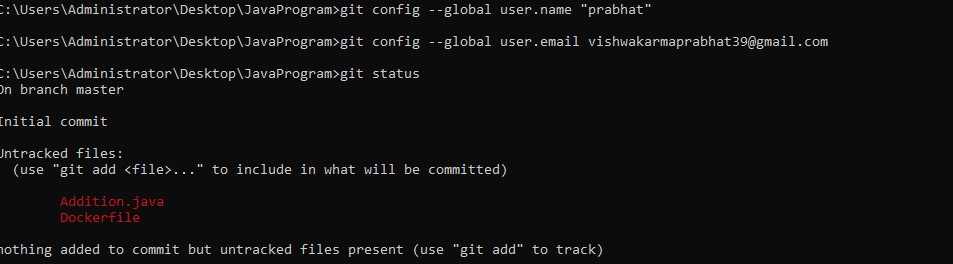 C:\Users\Administrator\Desktop\JavaProgram>git config --global user.name "prabhat"
C:\Users\Administrator\Desktop\JavaProgram>git config --global user.email vishwakarmaprabhat39@gmail.com
C:\Users\Administrator\Desktop\JavaProgram>git status
On branch master
Initial commit
Untracked files:
(use "git add <file>..." to include in what will be committed)
Addition.java
Dockerfile
nothing added to commit but untracked files present (use "git add" to track)